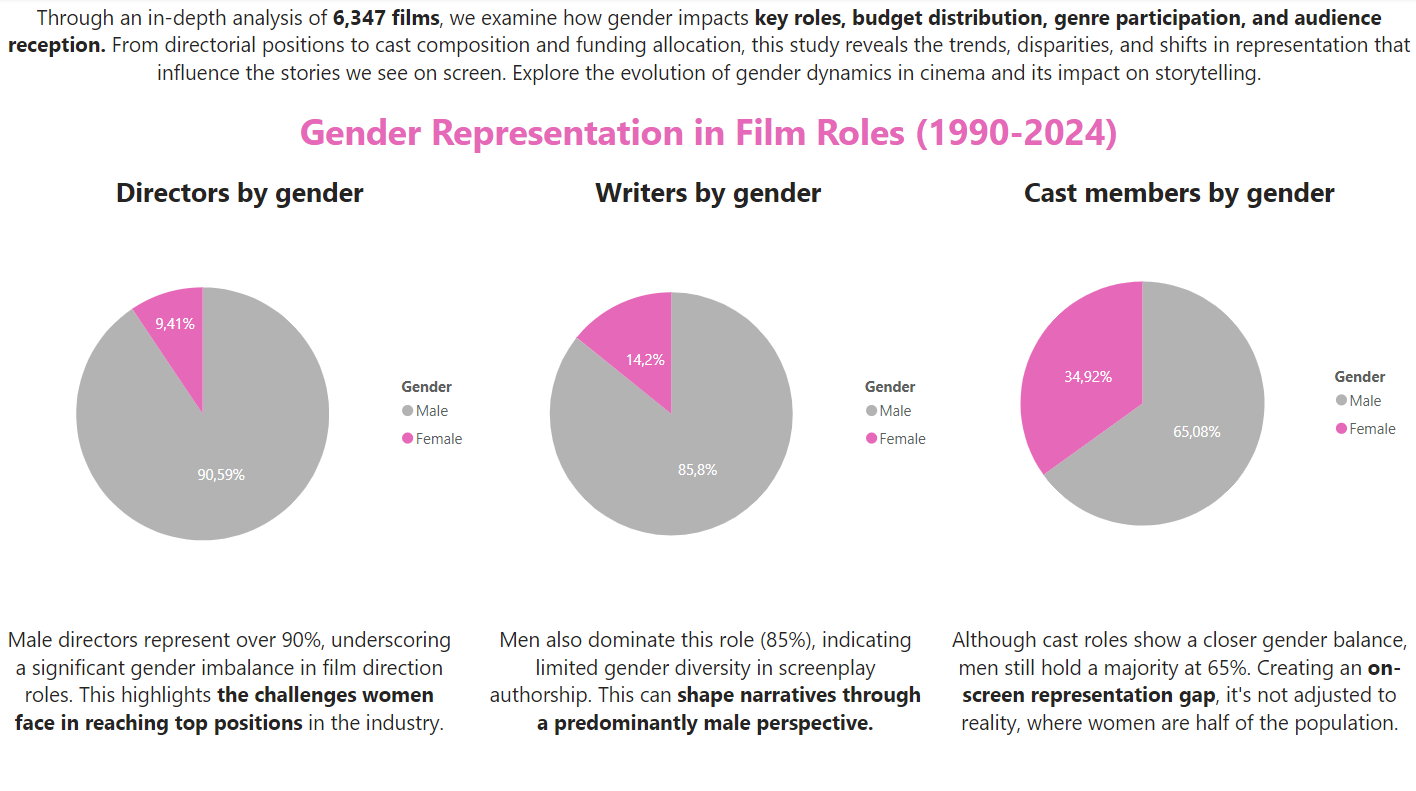 Through an in-depth analysis of 6,347 films, we examine how gender impacts key roles, budget distribution, genre participation, and audience
reception. From directorial positions to cast composition and funding allocation, this study reveals the trends, disparities, and shifts in representation that
influence the stories we see on screen. Explore the evolution of gender dynamics in cinema and its impact on storytelling.
Gender Representation in Film Roles (1990-2024)
Directors by gender
9,41%
90,59%
Gender
Male
Female
Male directors represent over 90%, underscoring
a significant gender imbalance in film direction
roles. This highlights the challenges women
face in reaching top positions in the industry.
Writers by gender
14,2%
85,8%
Gender
Male
Female
Men also dominate this role (85%), indicating
limited gender diversity in screenplay
authorship. This can shape narratives through
a predominantly male perspective.
Cast members by gender
34,92%
65,08%
Gender
Male
Female
Although cast roles show a closer gender balance,
men still hold a majority at 65%. Creating an on-
screen representation gap, it's not adjusted to
reality, where women are half of the population.